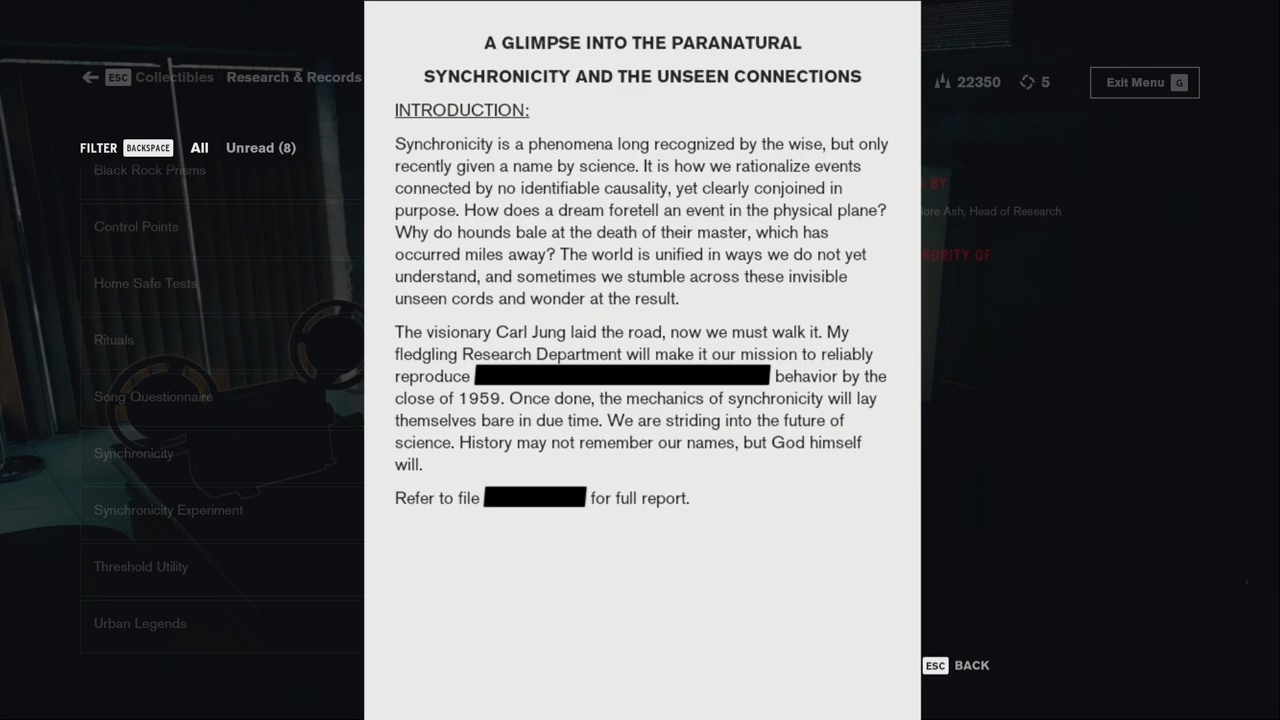 A GLIMPSE INTO THE PARANATURAL
SYNCHRONICITY AND THE UNSEEN CONNECTIONS
INTRODUCTION:
Synchronicity is a phenomena long recognized by the wise, but only
recently given a name by science. It is how we rationalize events
connected by no identifiable causality, yet clearly conjoined in
purpose. How does a dream foretell an event in the physical plane?
Why do hounds bale at the death of their master, which has
occurred miles away? The world is unified in ways we do not yet
understand, and sometimes we stumble across these invisible
unseen cords and wonder at the result.
The visionary Carl Jung laid the road, now we must walk it. My
fledgling Research Department will make it our mission to reliably
reproduce behavior by the
close of 1959. Once done, the mechanics of synchronicity will lay
themselves bare in due time. We are striding into the future of
science. History may not remember our names, but God himself
will.
Refer to file for full report.
ESC Collectibles / Research & Records
22350
5
Exit Menu G
FILTER BACKSPACE All Unread (8)
Black Rock Prisms
Control Points
Home Safe Tests
Rituals
Song Questionnaire
Synchronicity
Synchronicity Experiment
Threshold Utility
Urban Legends
BY
Ash, Head of Research
OF
ESC BACK